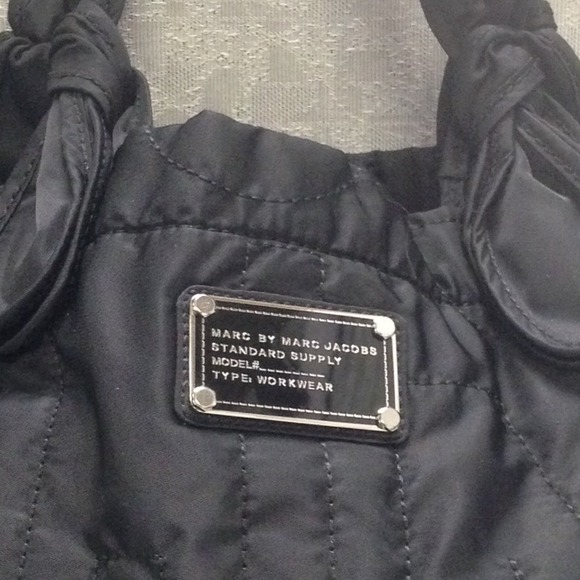 MARC BY MARC JACOBS
STANDARD SUPPLY
MODEL#_ _ _ _ _ _ _
TYPE: WORKWEAR